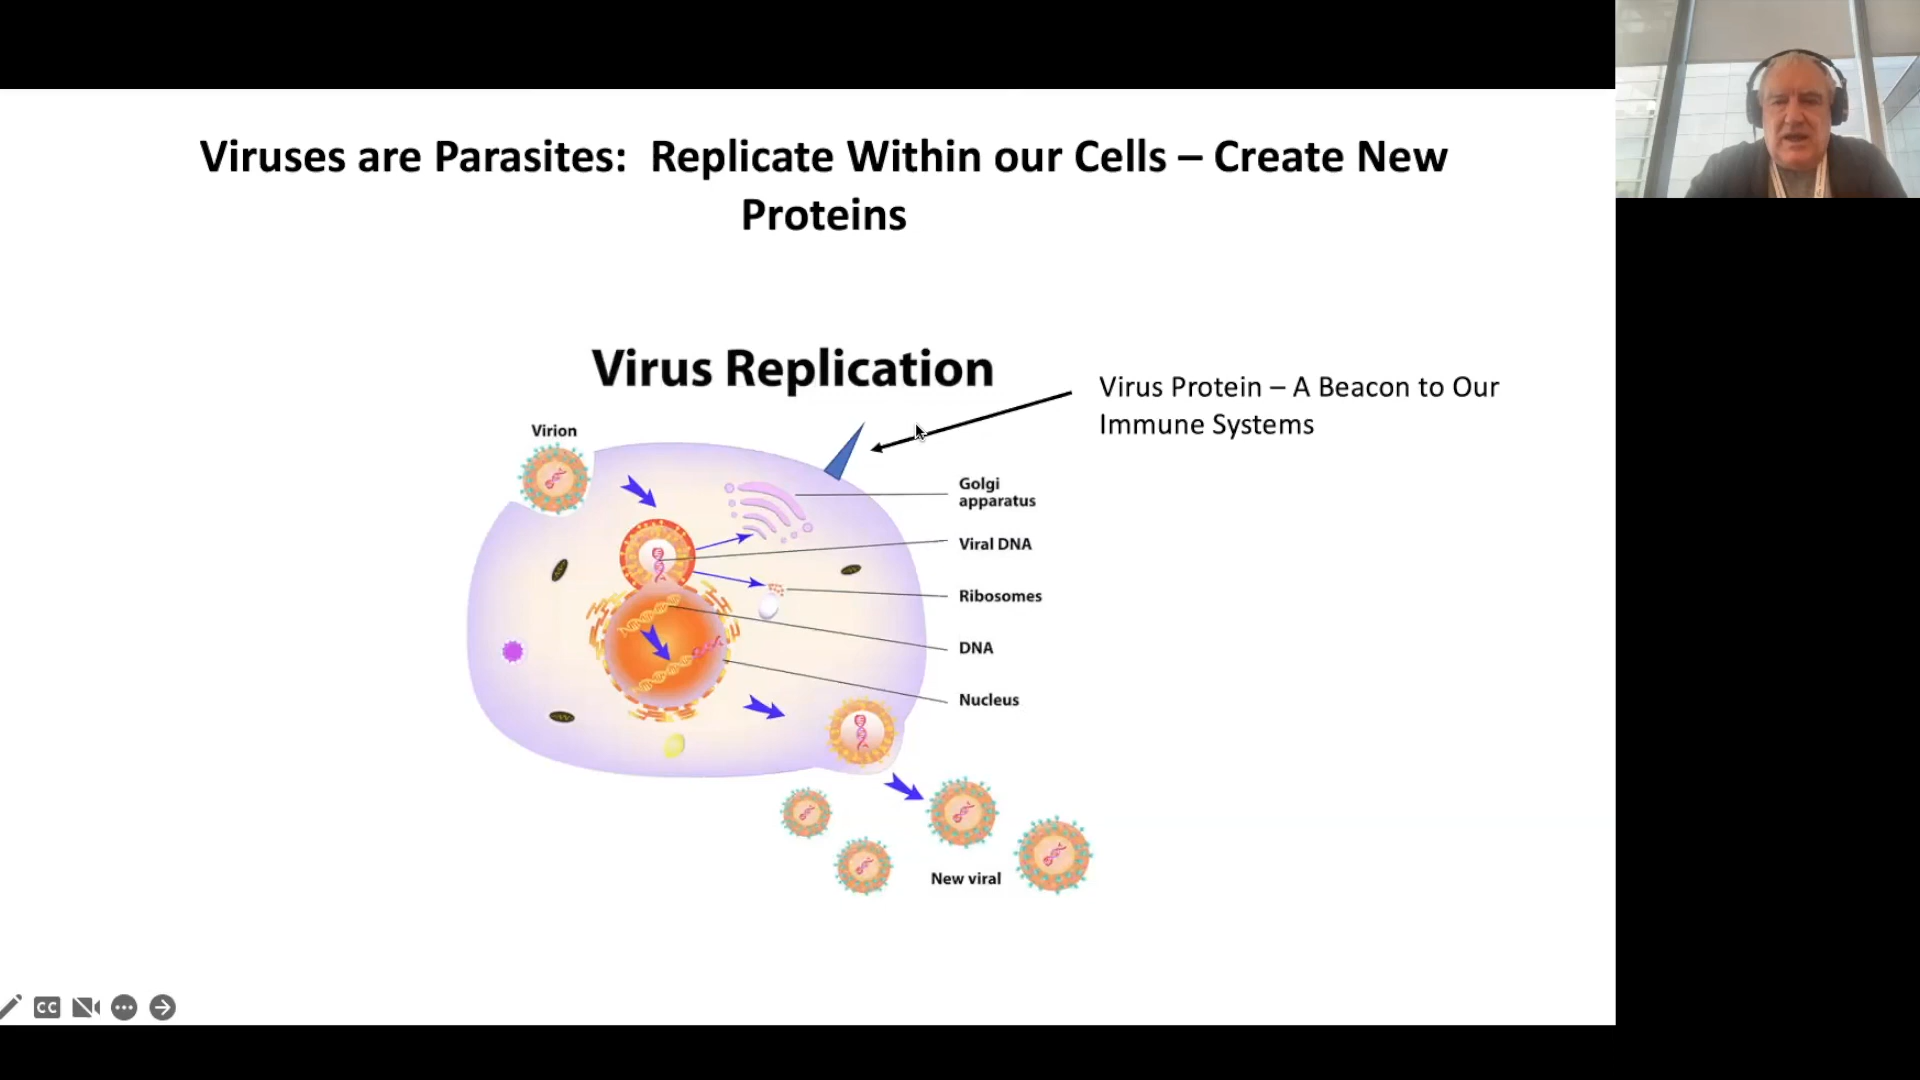 Viruses are Parasites:  Replicate Within our Cells – Create New
Proteins
Virus Replication
Virus Protein – A Beacon to Our
Immune Systems
Virion
Golgi
apparatus
Viral DNA
Ribosomes
DNA
Nucleus
New viral
CC